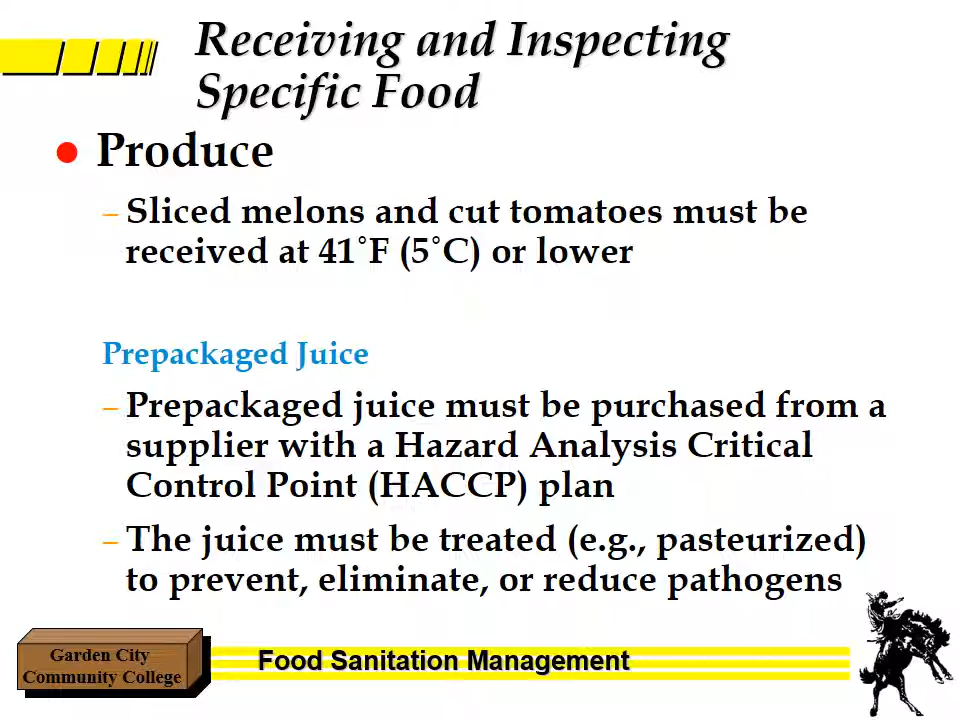 Receiving and Inspecting
Specific Food
● Produce
– Sliced melons and cut tomatoes must be
received at 41˚F (5˚C) or lower
Prepackaged Juice
– Prepackaged juice must be purchased from a
supplier with a Hazard Analysis Critical
Control Point (HACCP) plan
– The juice must be treated (e.g., pasteurized)
to prevent, eliminate, or reduce pathogens
Garden City
Community College
Food Sanitation Management